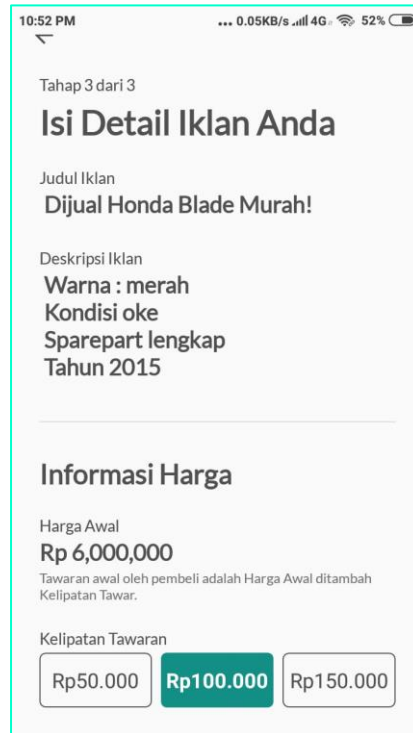 10:52 PM ... 0.05KB/s 4G 52%
Tahap 3 dari 3
Isi Detail Iklan Anda
Judul Iklan
Dijual Honda Blade Murah!
Deskripsi Iklan
Warna : merah
Kondisi oke
Sparepart lengkap
Tahun 2015
Informasi Harga
Harga Awal
Rp 6,000,000
Tawaran awal oleh pembeli adalah Harga Awal ditambah
Kelipatan Tawar.
Kelipatan Tawaran
Rp50.000 Rp100.000 Rp150.000